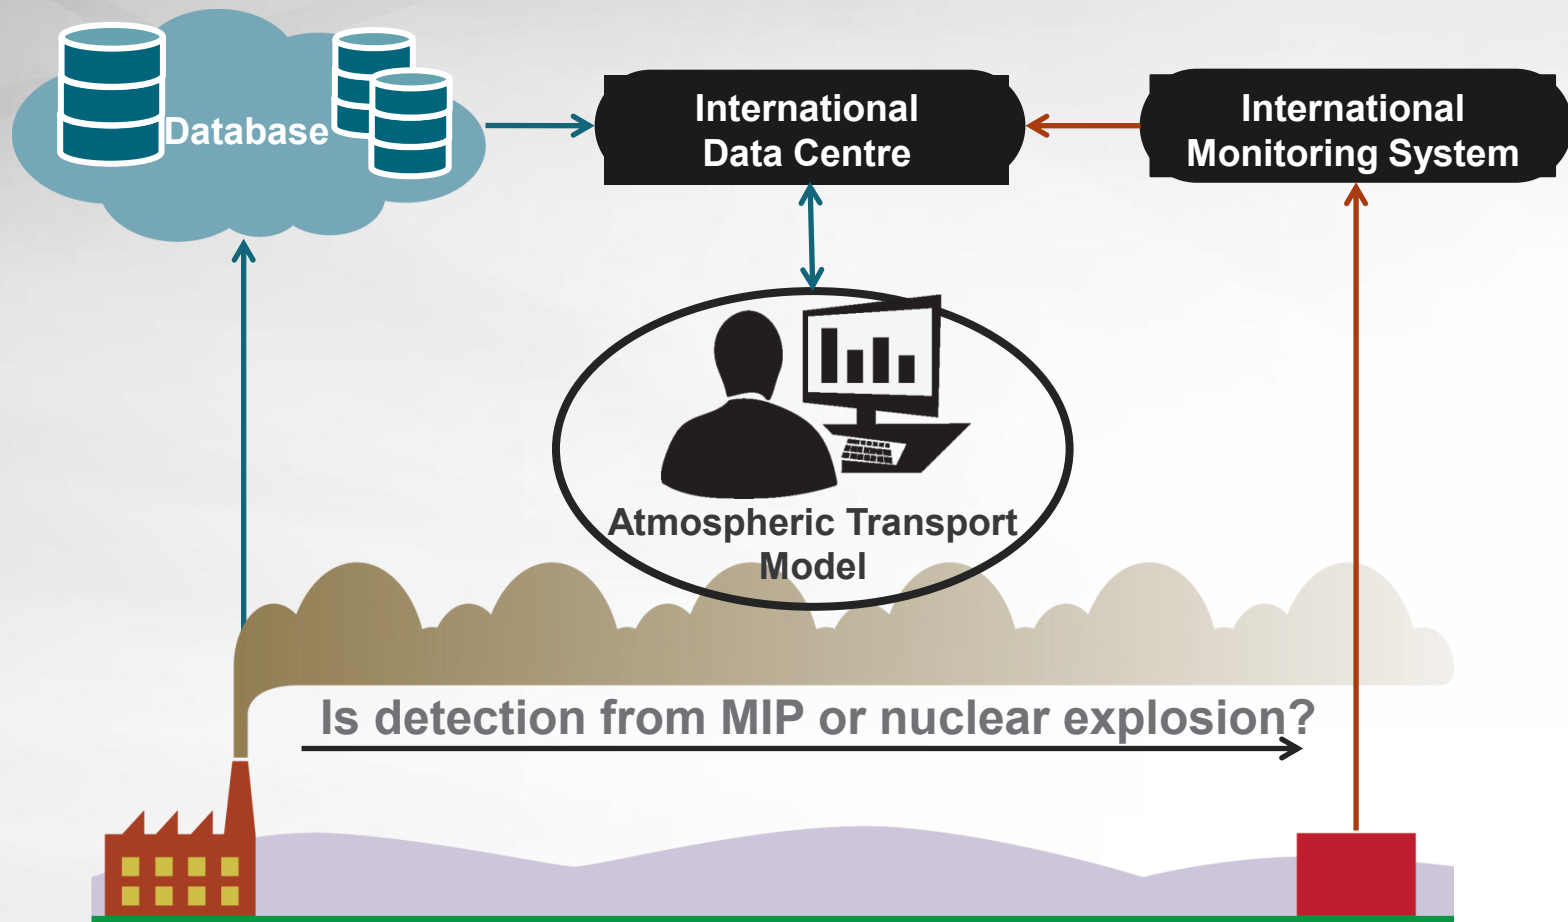 Database
International
Data Centre
International
Monitoring System
Atmospheric Transport
Model
Is detection from MIP or nuclear explosion?